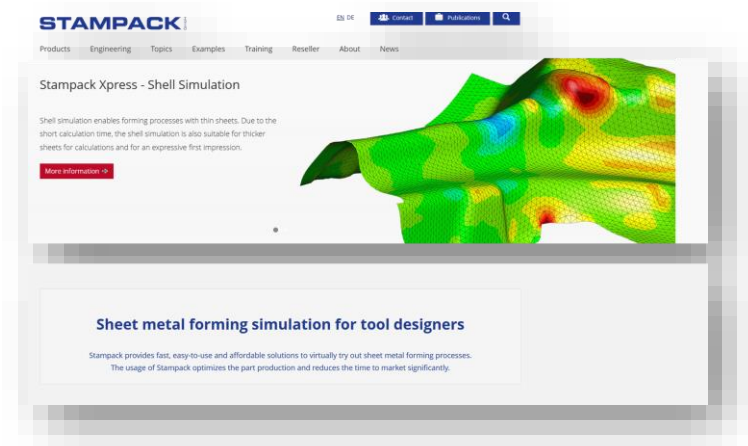 STAMPACK
EN DE
Contact
Publications
Products Engineering Topics Examples Training Reseller About News
Stampack Xpress - Shell Simulation
Shell simulation enables forming processes with thin sheets. Due to the
short calculation time, the shell simulation is also suitable for thicker
sheets for calculations and for an expressive first impression.
More information
Sheet metal forming simulation for tool designers
Stampack provides fast, easy-to-use and affordable solutions to virtually try out sheet metal forming processes.
The usage of Stampack optimizes the part production and reduces the time to market significantly.